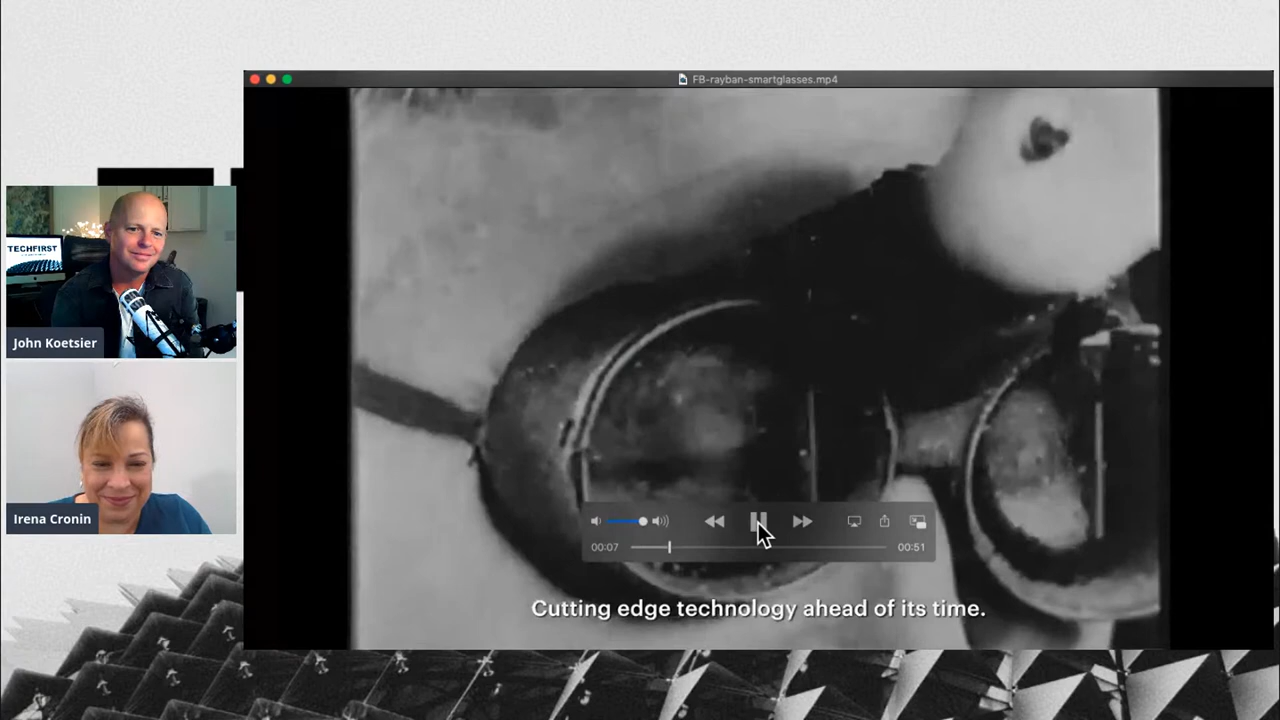 FB-rayban-smartglasses.mp4
TECHFIRST
John Koetsier
Irena Cronin
00:07
00:51
Cutting edge technology ahead of its time.